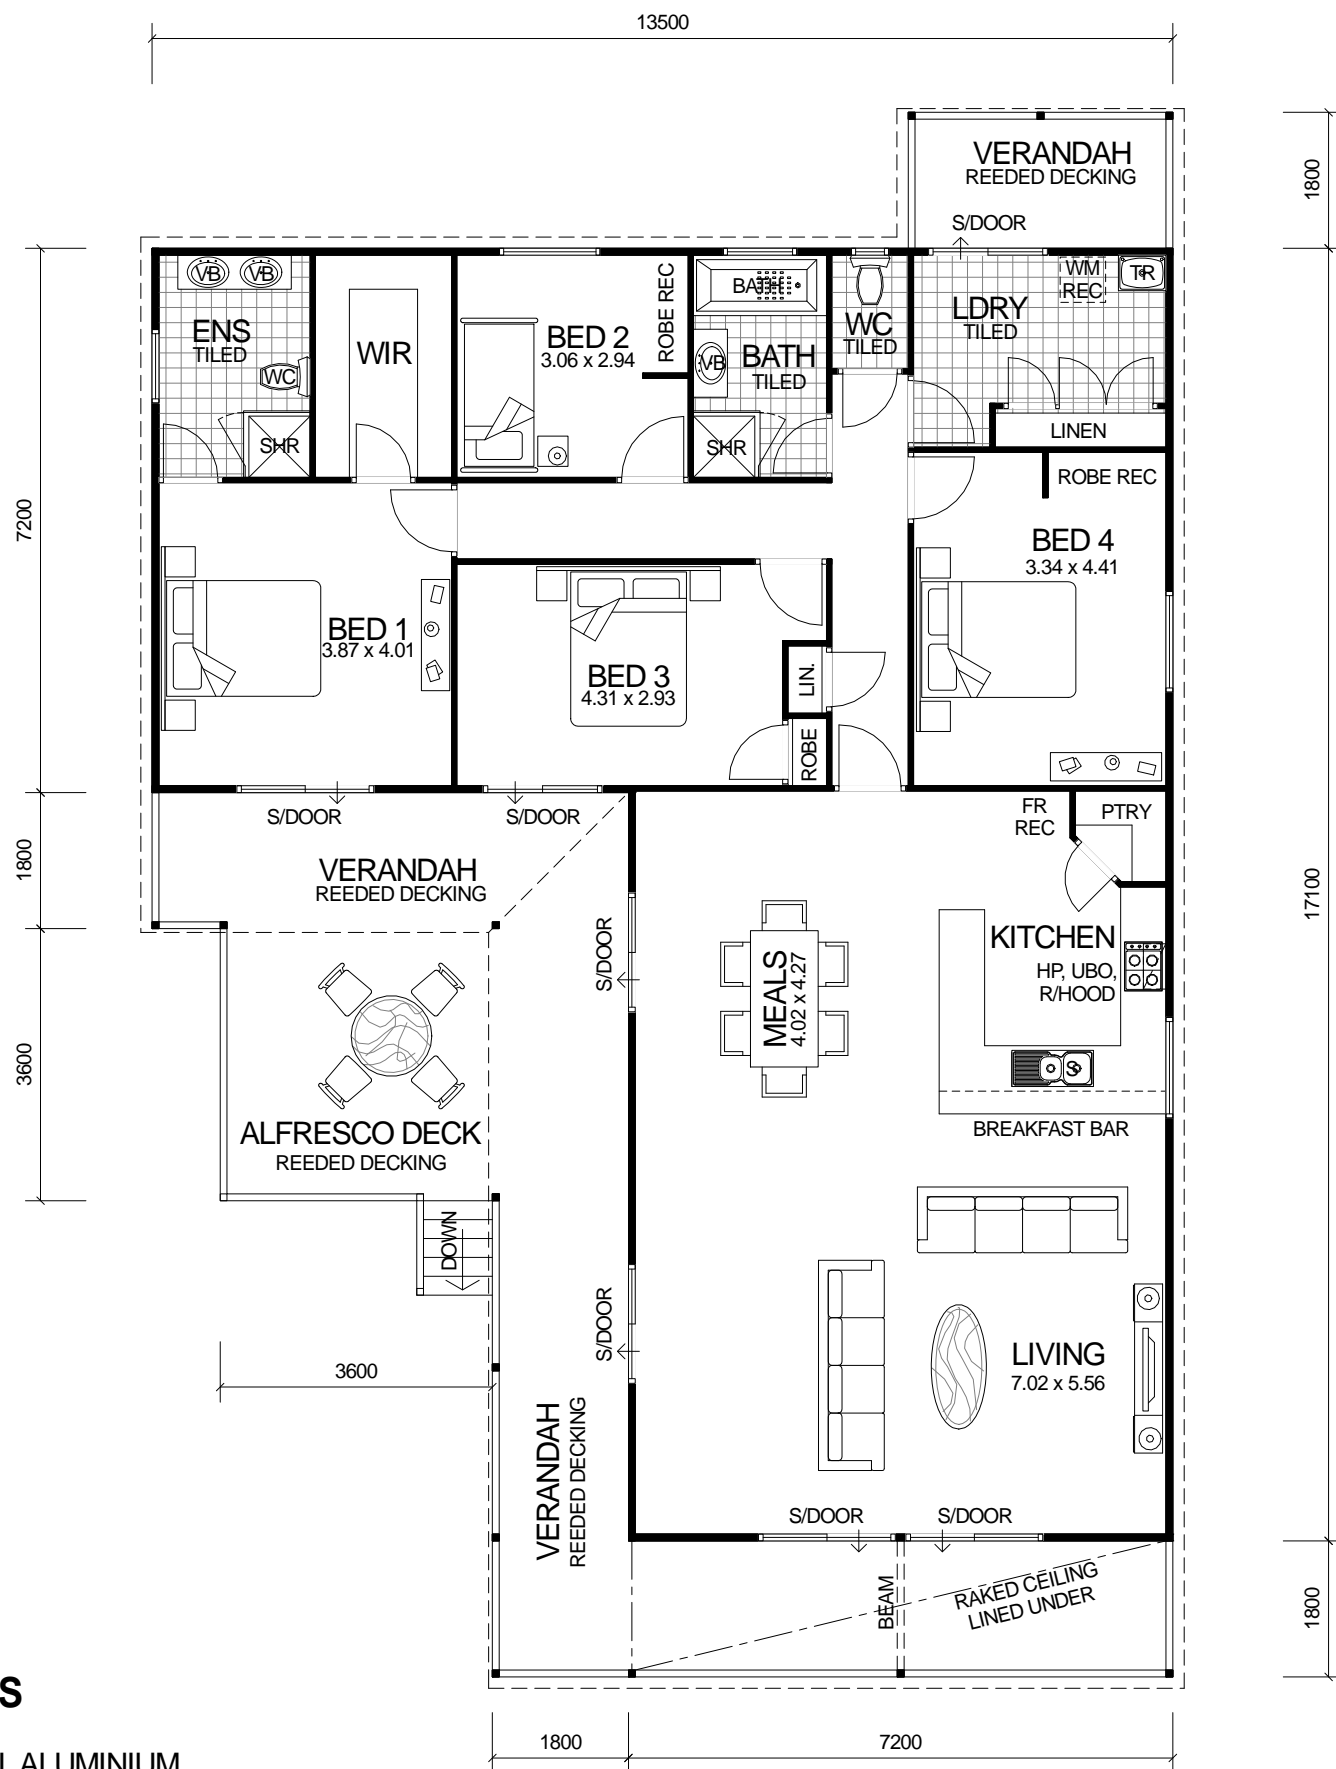 13500
VERANDAH
REEDED DECKING
1800
S/DOOR
VB
VB
ENS
TILED
WC
SHR
WIR
BED 2
3.06 x 2.94
ROBE REC
BATH
VB
BATH
TILED
SHR
WC
TILED
LDRY
TILED
WM
REC
TR
LINEN
ROBE REC
7200
BED 1
3.87 x 4.01
BED 3
4.31 x 2.93
LIN.
ROBE
BED 4
3.34 x 4.41
S/DOOR
S/DOOR
1800
VERANDAH
REEDED DECKING
FR
REC
PTRY
17100
S/DOOR
MEALS
4.02 x 4.27
KITCHEN
HP, UBO,
R/HOOD
S
BREAKFAST BAR
3600
ALFRESCO DECK
REEDED DECKING
DOWN
S/DOOR
3600
LIVING
7.02 x 5.56
VERANDAH
REEDED DECKING
S/DOOR
S/DOOR
BEAM
RAKED CEILING
LINED UNDER
1800
S
1800
7200
ALUMINIUM